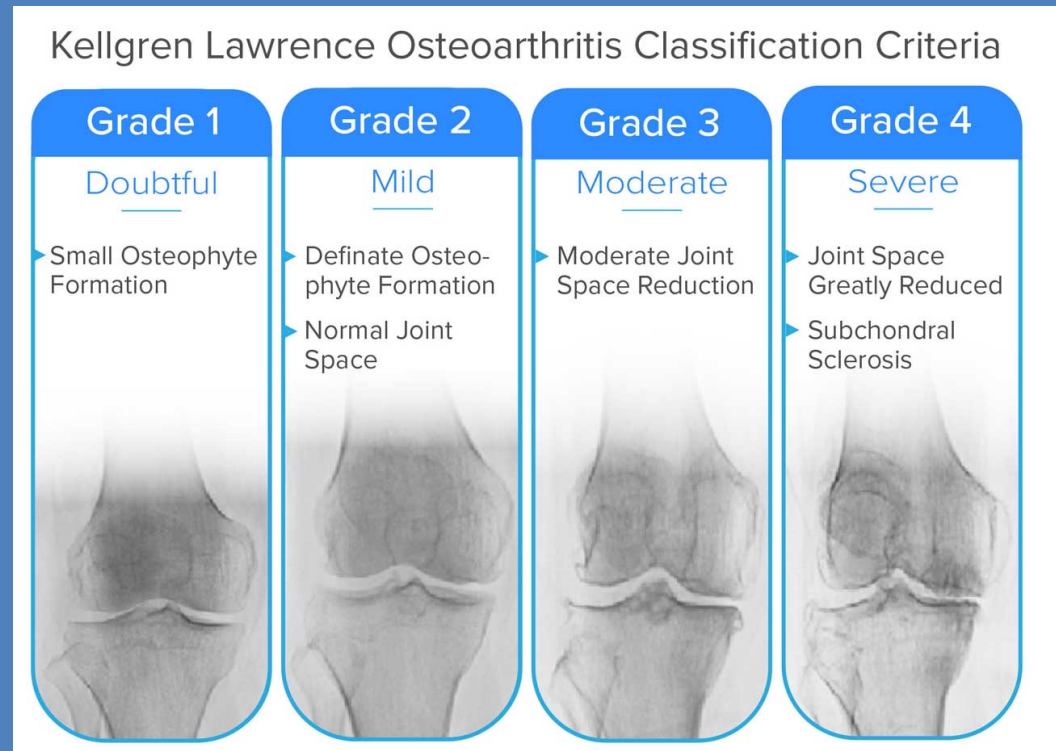 Kellgren Lawrence Osteoarthritis Classification Criteria
Grade 1
Doubtful
Small Osteophyte
Formation
Grade 2
Mild
Definate Osteo-
phyte Formation
Normal Joint
Space
Grade 3
Moderate
Moderate Joint
Space Reduction
Grade 4
Severe
Joint Space
Greatly Reduced
Subchondral
Sclerosis